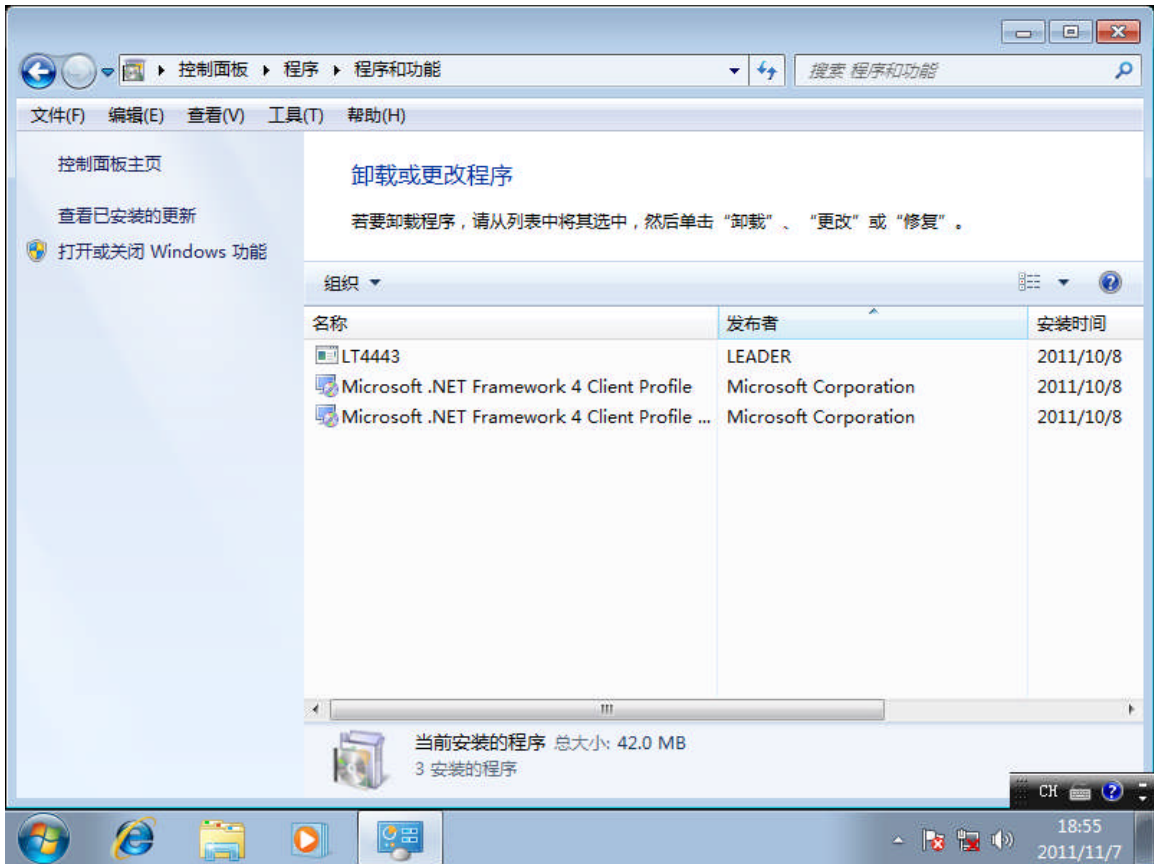 控制面板 程序 程序和功能 搜索 程序和功能
文件(F) 编辑(E) 查看(V) 工具(T) 帮助(H)
控制面板主页
查看已安装的更新
打开或关闭 Windows 功能
卸载或更改程序
若要卸载程序，请从列表中将其选中，然后单击“卸载”、“更改”或“修复”。
组织
名称 发布者 安装时间
LT4443 LEADER 2011/10/8
Microsoft .NET Framework 4 Client Profile Microsoft Corporation 2011/10/8
Microsoft .NET Framework 4 Client Profile ... Microsoft Corporation 2011/10/8
当前安装的程序 总大小: 42.0 MB
3 安装的程序
CH
18:55
2011/11/7